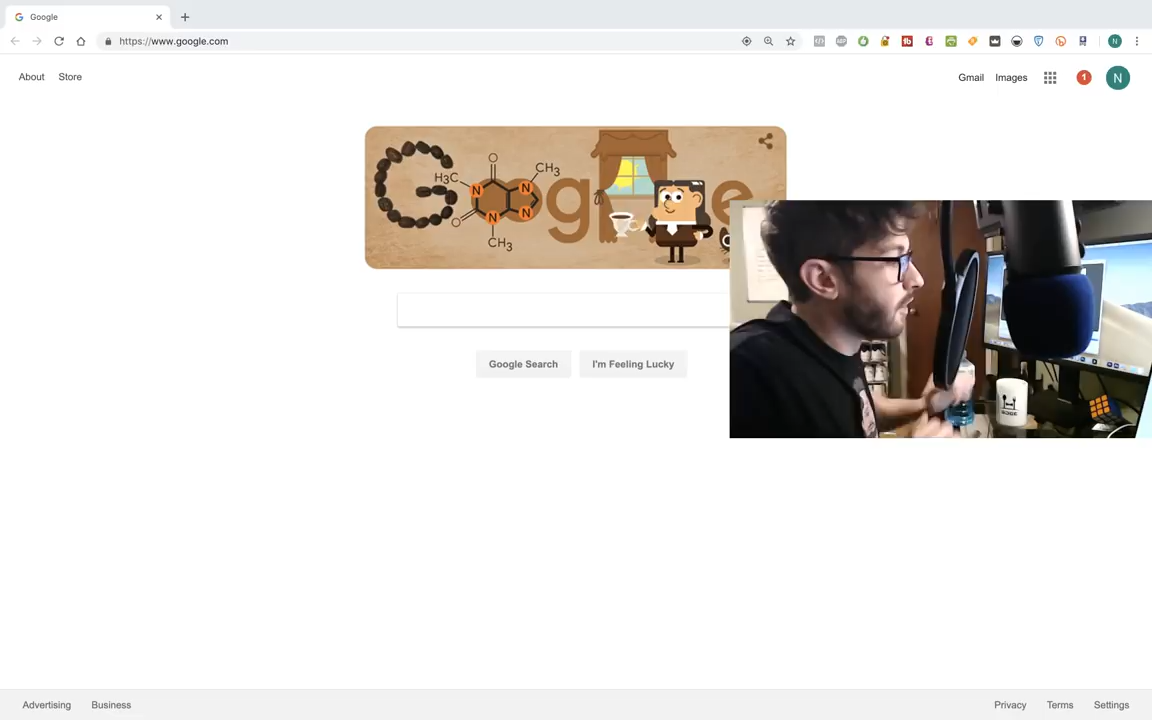 Google
https://www.google.com
N
About
Store
Gmail
Images
1
N
Google
H3C
O
CH3
N
N
O
N
N
CH3
Google Search
I'm Feeling Lucky
Advertising
Business
Privacy
Terms
Settings